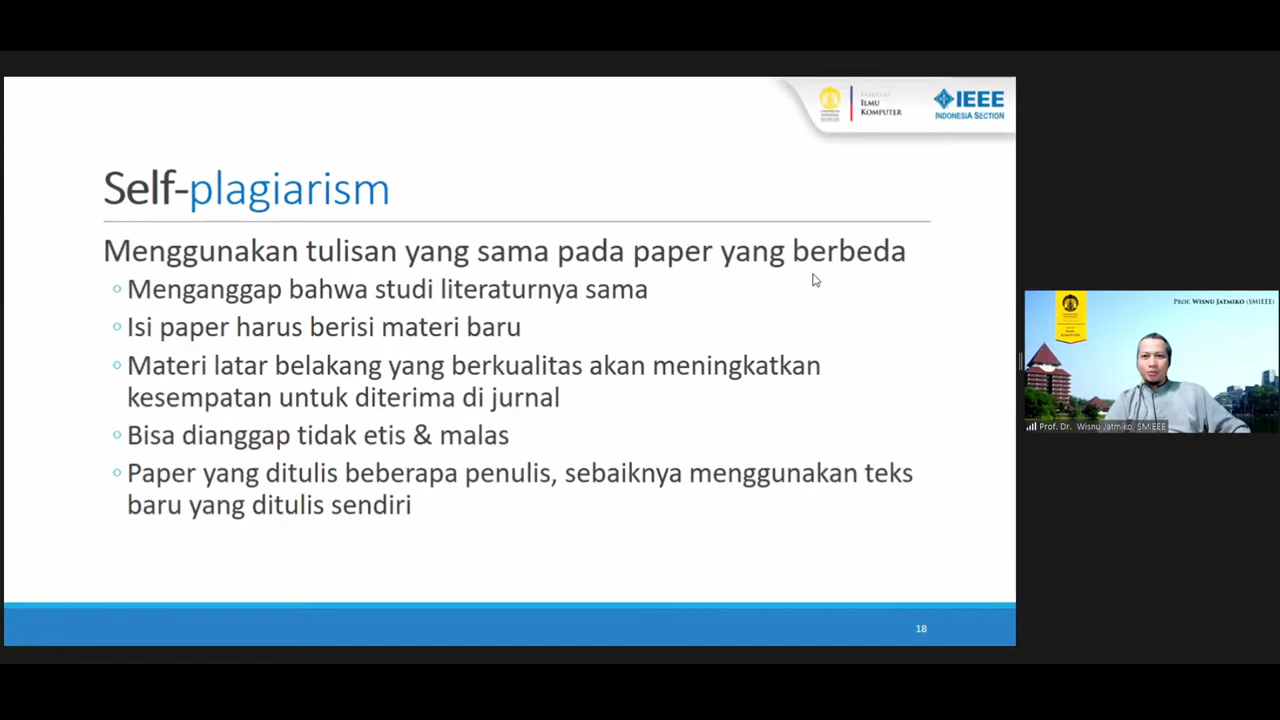 ILMU
KOMPUTER
IEEE
INDONESIA SECTION
Self-plagiarism
Menggunakan tulisan yang sama pada paper yang berbeda
Menganggap bahwa studi literaturnya sama
Isi paper harus berisi materi baru
Materi latar belakang yang berkualitas akan meningkatkan
kesempatan untuk diterima di jurnal
Bisa dianggap tidak etis & malas
Paper yang ditulis beberapa penulis, sebaiknya menggunakan teks
baru yang ditulis sendiri
18
PROF. WISNU JATMIKO (SMIEEE)
Prof. Dr. Wisnu Jatmiko SMIEEE